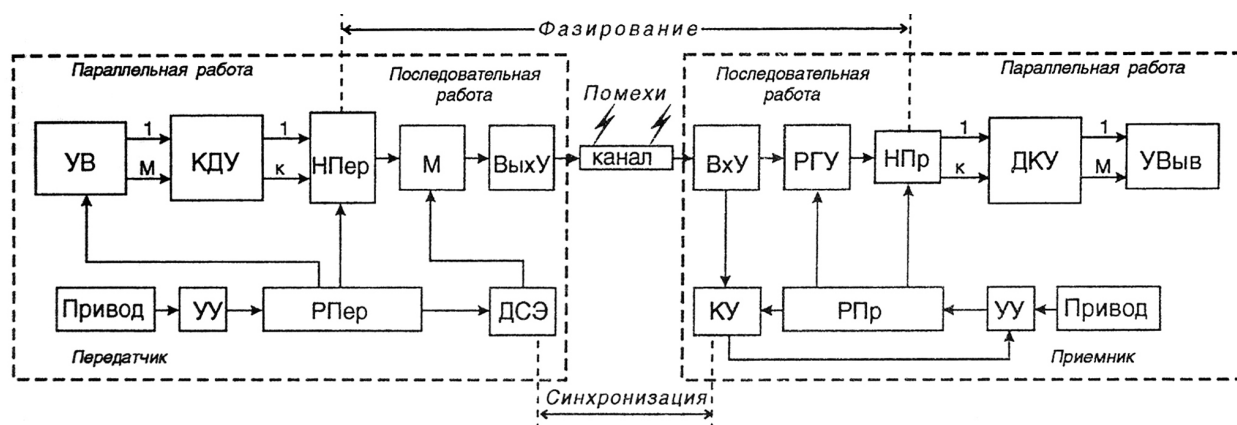 Фазирование
Параллельная работа
Последовательная
работа
Помехи
Последовательная
работа
Параллельная работа
УВ
1
М
КДУ
1
к
НПер
М
ВыхУ
канал
ВхУ
РГУ
НПр
1
к
ДКУ
1
М
УВыв
Привод
УУ
РПер
ДСЭ
КУ
РПр
УУ
Привод
Передатчик
Приемник
Синхронизация